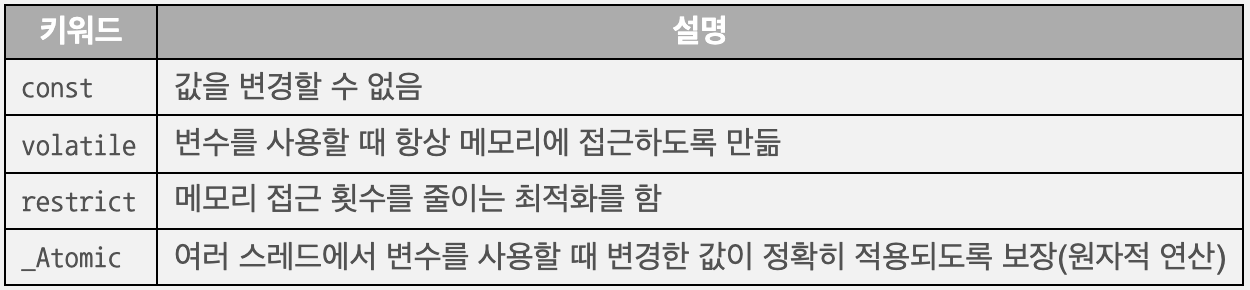 키워드 설명
const 값을 변경할 수 없음
volatile 변수를 사용할 때 항상 메모리에 접근하도록 만듦
restrict 메모리 접근 횟수를 줄이는 최적화를 함
_Atomic 여러 스레드에서 변수를 사용할 때 변경한 값이 정확히 적용되도록 보장(원자적 연산)